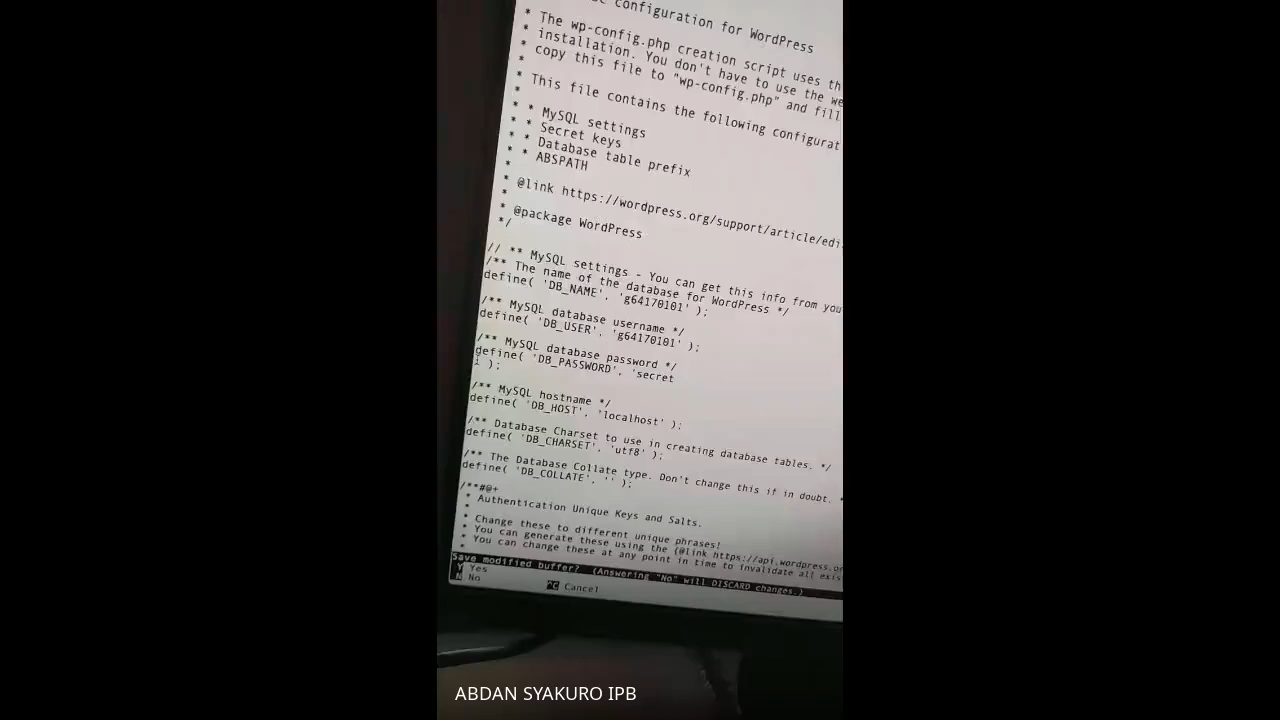 configuration for WordPress
* The wp-config.php creation script uses th
* installation. You don't have to use the we
* copy this file to "wp-config.php" and fill
*
* This file contains the following configurat
*
* * MySQL settings
* * Secret keys
* * Database table prefix
* * ABSPATH
*
* @link https://wordpress.org/support/article/edi
*
* @package WordPress
*/
// ** MySQL settings - You can get this info from you
/** The name of the database for WordPress */
define( 'DB_NAME', 'g64170101' );
/** MySQL database username */
define( 'DB_USER', 'g64170101' );
/** MySQL database password */
define( 'DB_PASSWORD', 'secret
' );
/** MySQL hostname */
define( 'DB_HOST', 'localhost' );
/** Database Charset to use in creating database tables. */
define( 'DB_CHARSET', 'utf8' );
/** The Database Collate type. Don't change this if in doubt. *
define( 'DB_COLLATE', '' );
/**#@+
* Authentication Unique Keys and Salts.
*
* Change these to different unique phrases!
* You can generate these using the {@link https://api.wordpress.or
* You can change these at any point in time to invalidate all exis
*
Save modified buffer? (Answering "No" will DISCARD changes.)
Y Yes
N No ^C Cancel
ABDAN SYAKURO IPB